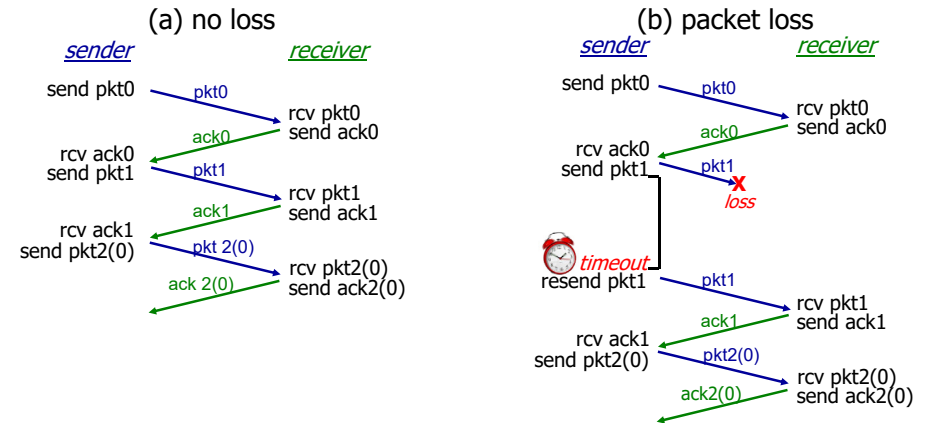 (a) no loss
sender
receiver
send pkt0
pkt0
rcv pkt0
send ack0
ack0
rcv ack0
send pkt1
pkt1
rcv pkt1
send ack1
ack1
rcv ack1
send pkt2(0)
pkt 2(0)
rcv pkt2(0)
send ack2(0)
ack 2(0)
(b) packet loss
sender
receiver
send pkt0
pkt0
rcv pkt0
send ack0
ack0
rcv ack0
send pkt1
pkt1
X
loss
timeout
resend pkt1
pkt1
rcv pkt1
send ack1
ack1
rcv ack1
send pkt2(0)
pkt2(0)
rcv pkt2(0)
send ack2(0)
ack2(0)